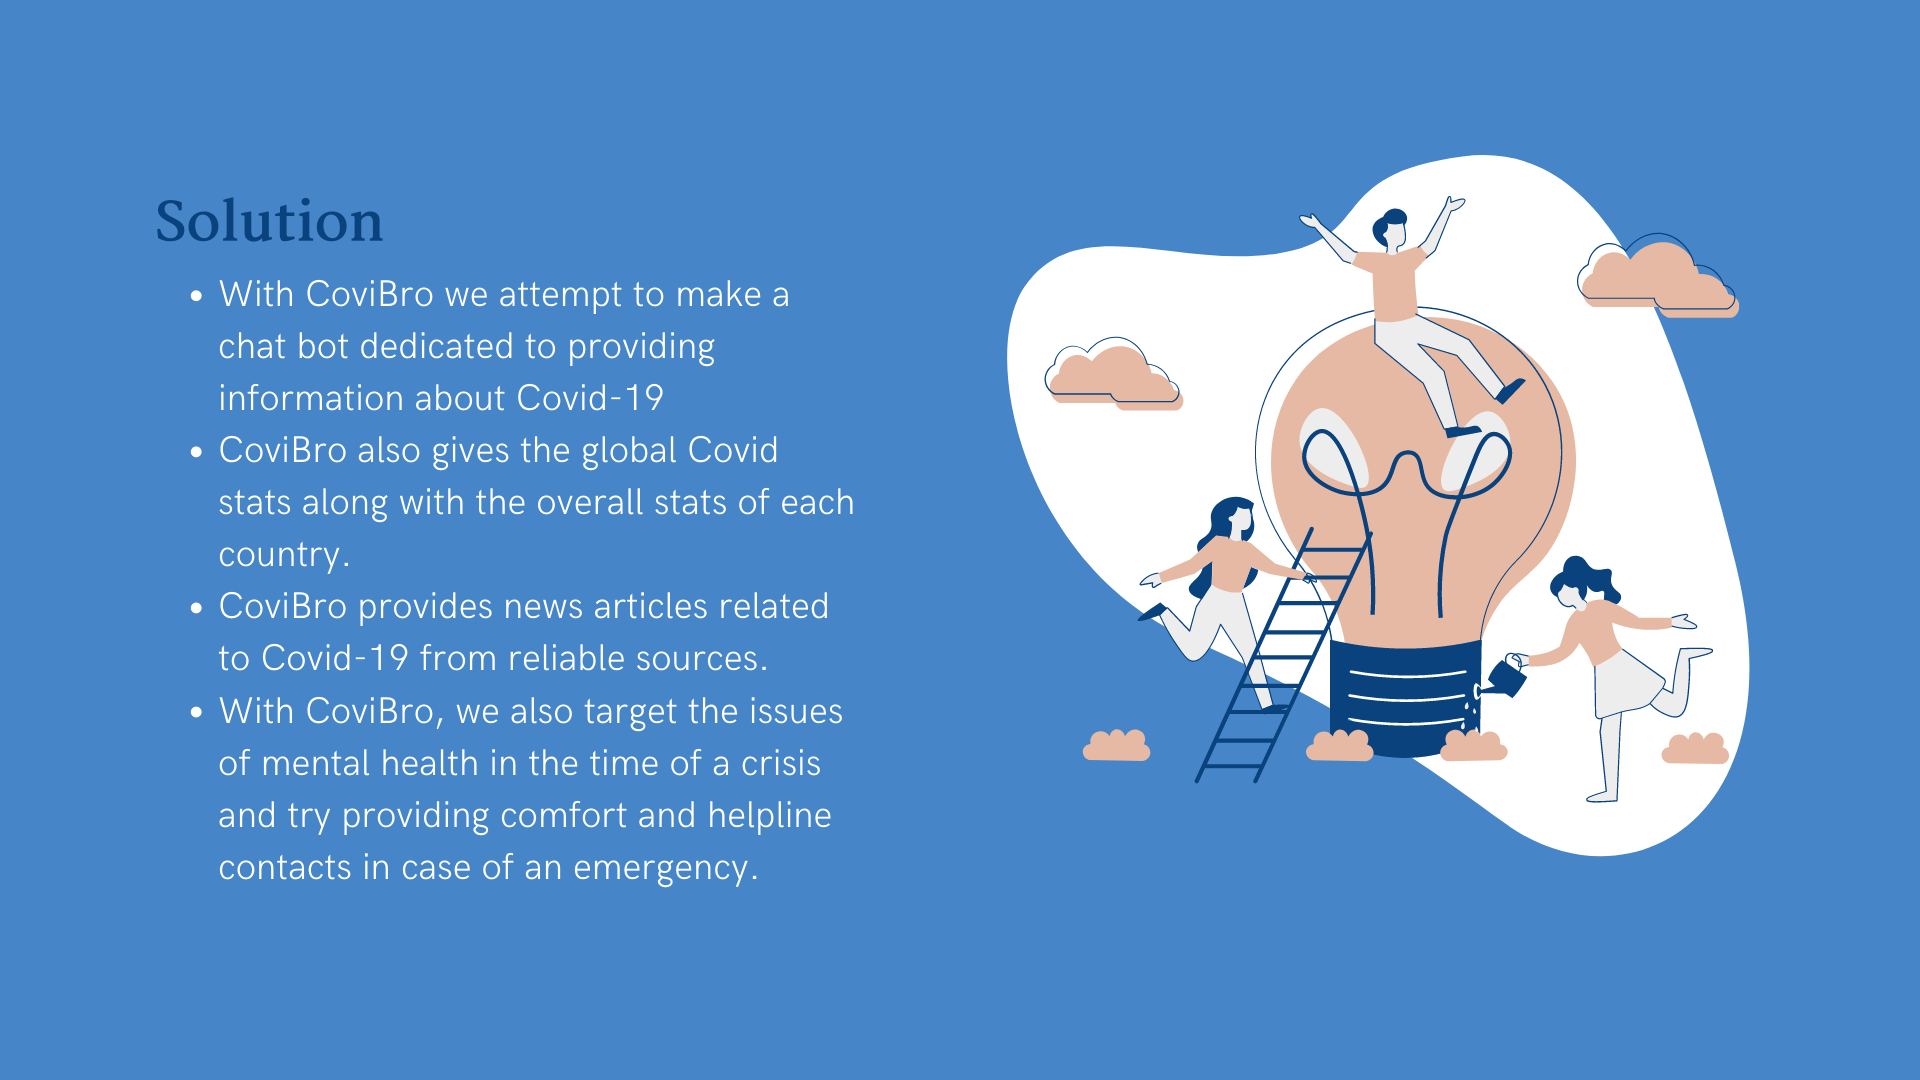 Solution
• With CoviBro we attempt to make a
chat bot dedicated to providing
information about Covid-19
• CoviBro also gives the global Covid
stats along with the overall stats of each
country.
• CoviBro provides news articles related
to Covid-19 from reliable sources.
• With CoviBro, we also target the issues
of mental health in the time of a crisis
and try providing comfort and helpline
contacts in case of an emergency.